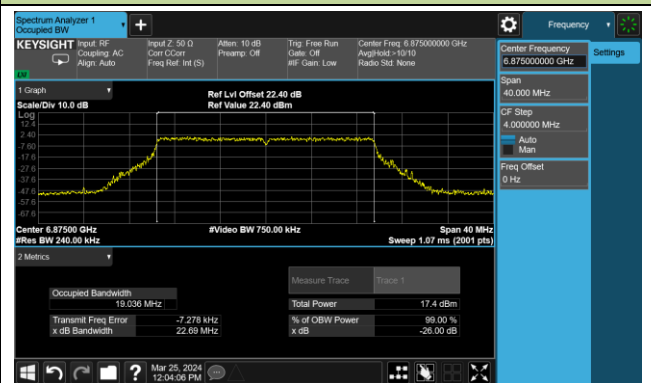 Spectrum Analyzer 1
Occupied BW
Frequency
KEYSIGHT
Input: RF
Coupling: AC
Align: Auto
Input Z: 50 Ω
Corr CCorr
Freq Ref: Int (S)
Atten: 10 dB
Preamp: Off
Trig: Free Run
Gate: Off
#IF Gain: Low
Center Freq: 6.875000000 GHz
Avg|Hold:>10/10
Radio Std: None
Center Frequency
6.875000000 GHz
Settings
Span
40.000 MHz
CF Step
4.000000 MHz
Auto
Man
Freq Offset
0 Hz
1 Graph
Scale/Div 10.0 dB
Ref Lvl Offset 22.40 dB
Ref Value 22.40 dBm
Log
12.4
2.40
-7.60
-17.6
-27.6
-37.6
-47.6
-57.6
-67.6
Center 6.87500 GHz
#Res BW 240.00 kHz
#Video BW 750.00 kHz
Span 40 MHz
Sweep 1.07 ms (2001 pts)
2 Metrics
Measure Trace
Trace 1
Occupied Bandwidth
19.036 MHz
Total Power
17.4 dBm
Transmit Freq Error
-7.278 kHz
% of OBW Power
99.00 %
x dB Bandwidth
22.69 MHz
x dB
-26.00 dB
Mar 25, 2024
12:04:06 PM